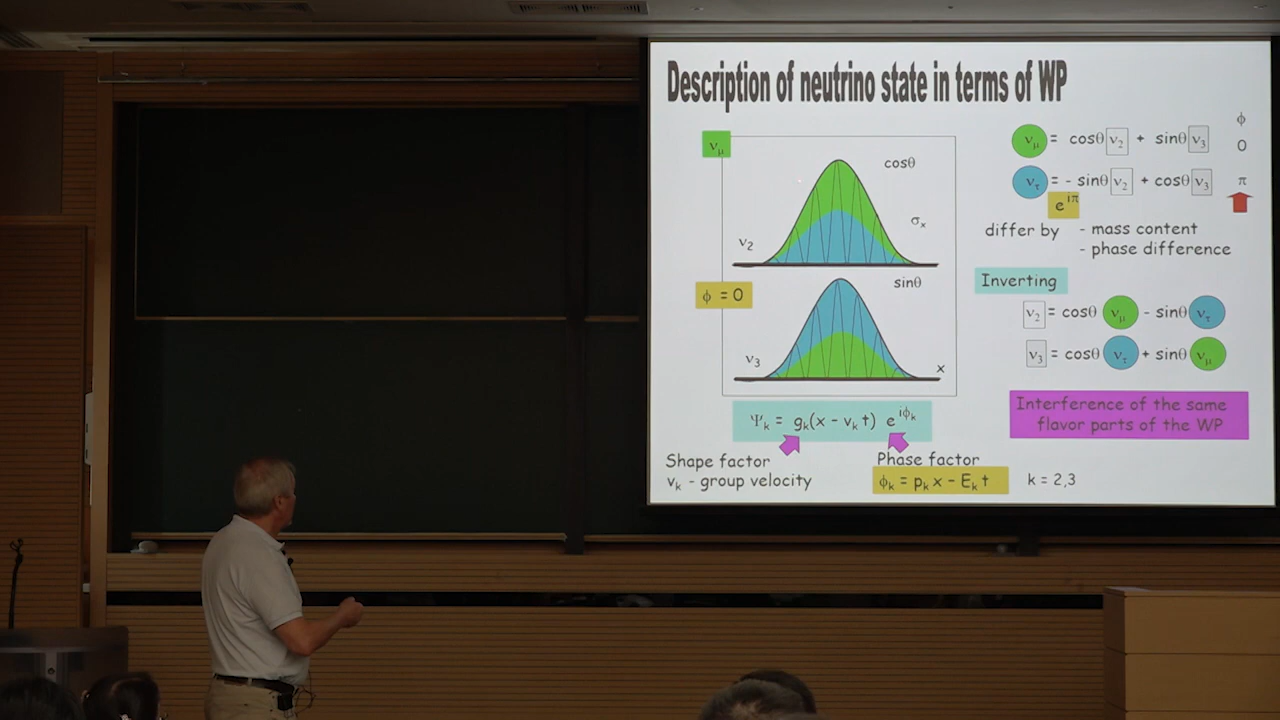 Description of neutrino state in terms of WP
νμ
cosθ
σx
ν2
φ = 0
sinθ
ν3
x
Ψk = gk(x - vk t) e^iφk
Shape factor
vk - group velocity
Phase factor
φk = pk x - Ek t
k = 2,3
φ
νμ = cosθ ν2 + sinθ ν3 0
ντ = - sinθ ν2 + cosθ ν3 π
e^iπ
differ by - mass content
- phase difference
Inverting
ν2 = cosθ νμ - sinθ ντ
ν3 = cosθ ντ + sinθ νμ
Interference of the same
flavor parts of the WP